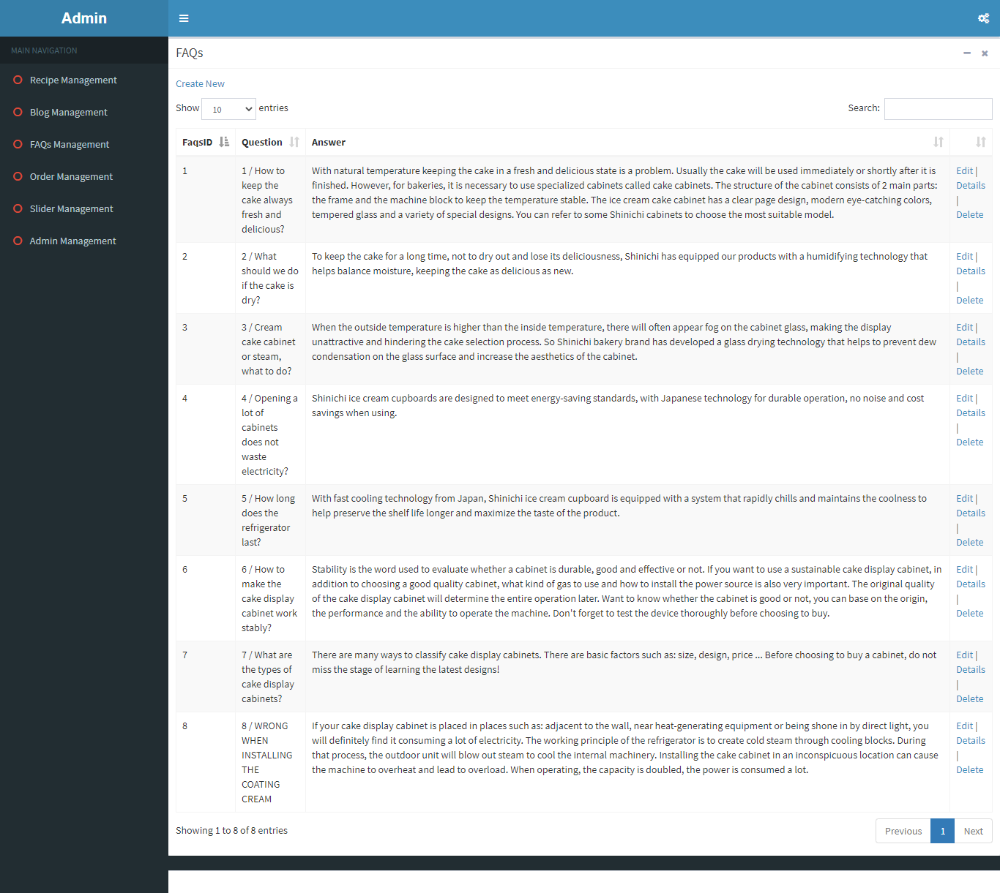 Admin
MAIN NAVIGATION
Recipe Management
Blog Management
FAQs Management
Order Management
Slider Management
Admin Management
FAQs
Create New
Show 10 entries
Search:
FaqsID Question Answer
1
1 / How to
keep the
cake always
fresh and
delicious?
With natural temperature keeping the cake in a fresh and delicious state is a problem. Usually the cake will be used immediately or shortly after it is
finished. However, for bakeries, it is necessary to use specialized cabinets called cake cabinets. The structure of the cabinet consists of 2 main parts:
the frame and the machine block to keep the temperature stable. The ice cream cake cabinet has a clear page design, modern eye-catching colors,
tempered glass and a variety of special designs. You can refer to some Shinichi cabinets to choose the most suitable model.
Edit |
Details
|
Delete
2
2 / What
should we do
if the cake is
dry?
To keep the cake for a long time, not to dry out and lose its deliciousness, Shinichi has equipped our products with a humidifying technology that
helps balance moisture, keeping the cake as delicious as new.
Edit |
Details
|
Delete
3
3 / Cream
cake cabinet
or steam,
what to do?
When the outside temperature is higher than the inside temperature, there will often appear fog on the cabinet glass, making the display
unattractive and hindering the cake selection process. So Shinichi bakery brand has developed a glass drying technology that helps to prevent dew
condensation on the glass surface and increase the aesthetics of the cabinet.
Edit |
Details
|
Delete
4
4 / Opening a
lot of
cabinets
does not
waste
electricity?
Shinichi ice cream cupboards are designed to meet energy-saving standards, with Japanese technology for durable operation, no noise and cost
savings when using.
Edit |
Details
|
Delete
5
5 / How long
does the
refrigerator
last?
With fast cooling technology from Japan, Shinichi ice cream cupboard is equipped with a system that rapidly chills and maintains the coolness to
help preserve the shelf life longer and maximize the taste of the product.
Edit |
Details
|
Delete
6
6 / How to
make the
cake display
cabinet work
stably?
Stability is the word used to evaluate whether a cabinet is durable, good and effective or not. If you want to use a sustainable cake display cabinet, in
addition to choosing a good quality cabinet, what kind of gas to use and how to install the power source is also very important. The original quality
of the cake display cabinet will determine the entire operation later. Want to know whether the cabinet is good or not, you can base on the origin,
the performance and the ability to operate the machine. Don't forget to test the device thoroughly before choosing to buy.
Edit |
Details
|
Delete
7
7 / What are
the types of
cake display
cabinets?
There are many ways to classify cake display cabinets. There are basic factors such as: size, design, price ... Before choosing to buy a cabinet, do not
miss the stage of learning the latest designs!
Edit |
Details
|
Delete
8
8 / WRONG
WHEN
INSTALLING
THE
COATING
CREAM
If your cake display cabinet is placed in places such as: adjacent to the wall, near heat-generating equipment or being shone in by direct light, you
will definitely find it consuming a lot of electricity. The working principle of the refrigerator is to create cold steam through cooling blocks. During
that process, the outdoor unit will blow out steam to cool the internal machinery. Installing the cake cabinet in an inconspicuous location can cause
the machine to overheat and lead to overload. When operating, the capacity is doubled, the power is consumed a lot.
Edit |
Details
|
Delete
Showing 1 to 8 of 8 entries
Previous 1 Next